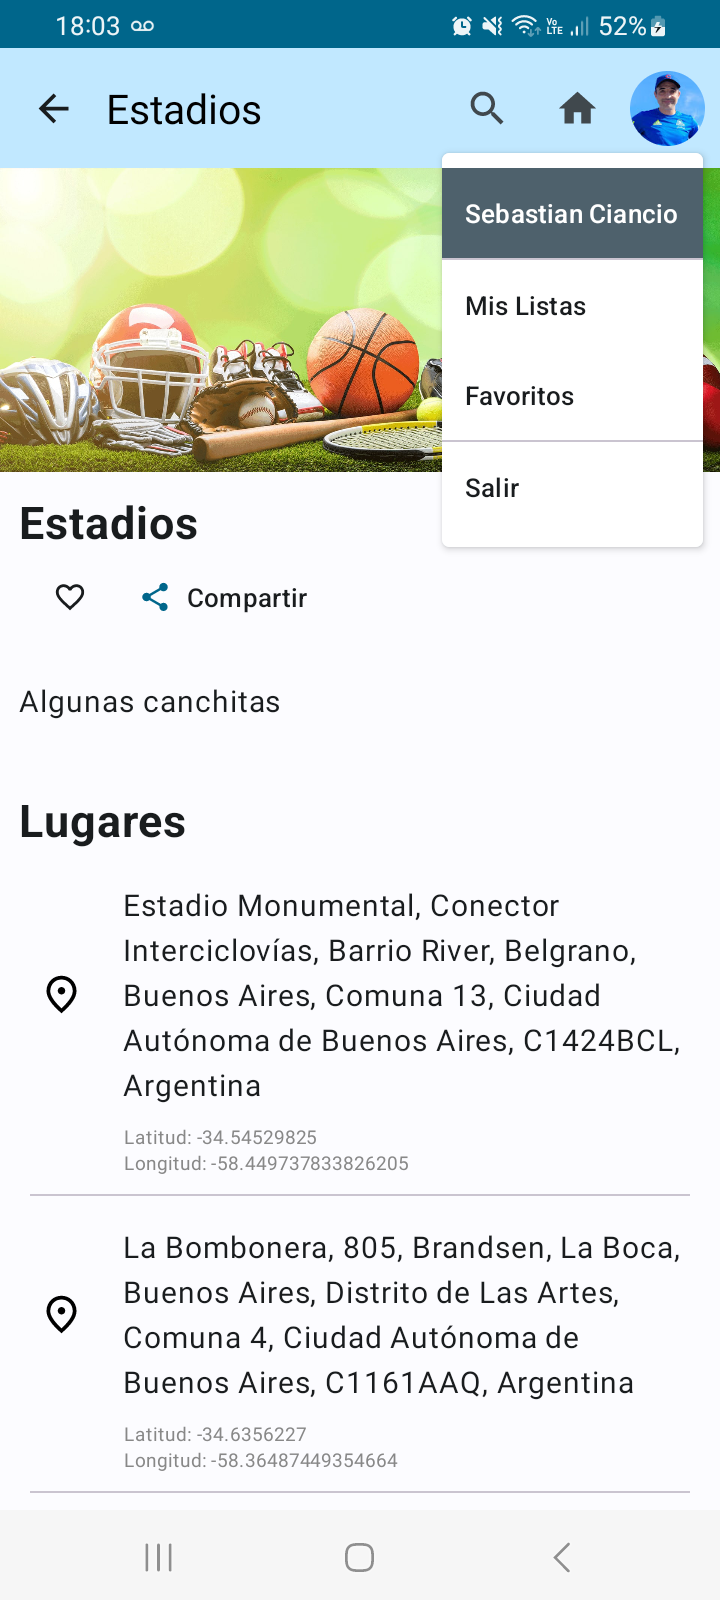 18:03
Vo
LTE
52%
Estadios
Sebastian Ciancio
Mis Listas
Favoritos
Salir
Estadios
Compartir
Algunas canchitas
Lugares
Estadio Monumental, Conector
Interciclovías, Barrio River, Belgrano,
Buenos Aires, Comuna 13, Ciudad
Autónoma de Buenos Aires, C1424BCL,
Argentina
Latitud: -34.54529825
Longitud: -58.449737833826205
La Bombonera, 805, Brandsen, La Boca,
Buenos Aires, Distrito de Las Artes,
Comuna 4, Ciudad Autónoma de
Buenos Aires, C1161AAQ, Argentina
Latitud: -34.6356227
Longitud: -58.36487449354664